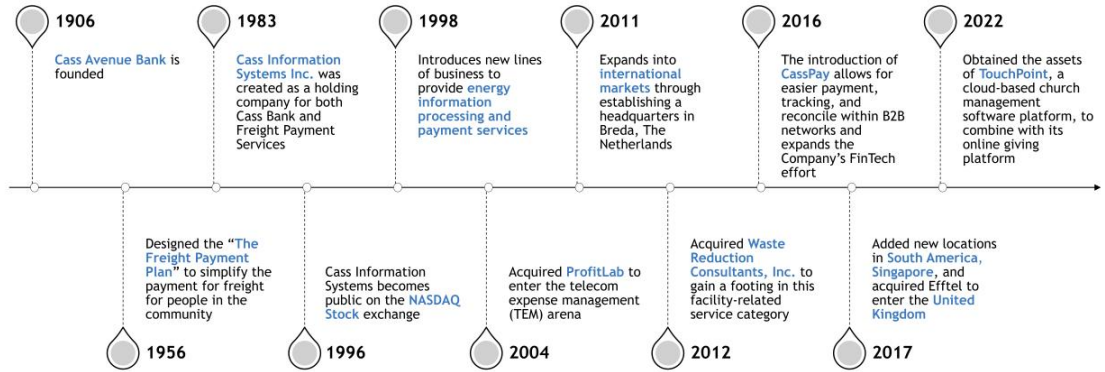 1906
Cass Avenue Bank is
founded
1983
Cass Information
Systems Inc. was
created as a holding
company for both
Cass Bank and
Freight Payment
Services
1998
Introduces new lines
of business to
provide energy
information
processing and
payment services
2011
Expands into
international
markets through
establishing a
headquarters in
Breda, The
Netherlands
2016
The introduction of
CassPay allows for
easier payment,
tracking, and
reconcile within B2B
networks and
expands the
Company's FinTech
effort
2022
Obtained the assets
of TouchPoint, a
cloud-based church
management
software platform, to
combine with its
online giving
platform
Designed the “The
Freight Payment
Plan” to simplify the
payment for freight
for people in the
community
1956
Cass Information
Systems becomes
public on the NASDAQ
Stock exchange
1996
Acquired ProfitLab to
enter the telecom
expense management
(TEM) arena
2004
Acquired Waste
Reduction
Consultants, Inc. to
gain a footing in this
facility-related
service category
2012
Added new locations
in South America,
Singapore, and
acquired Efftel to
enter the United
Kingdom
2017